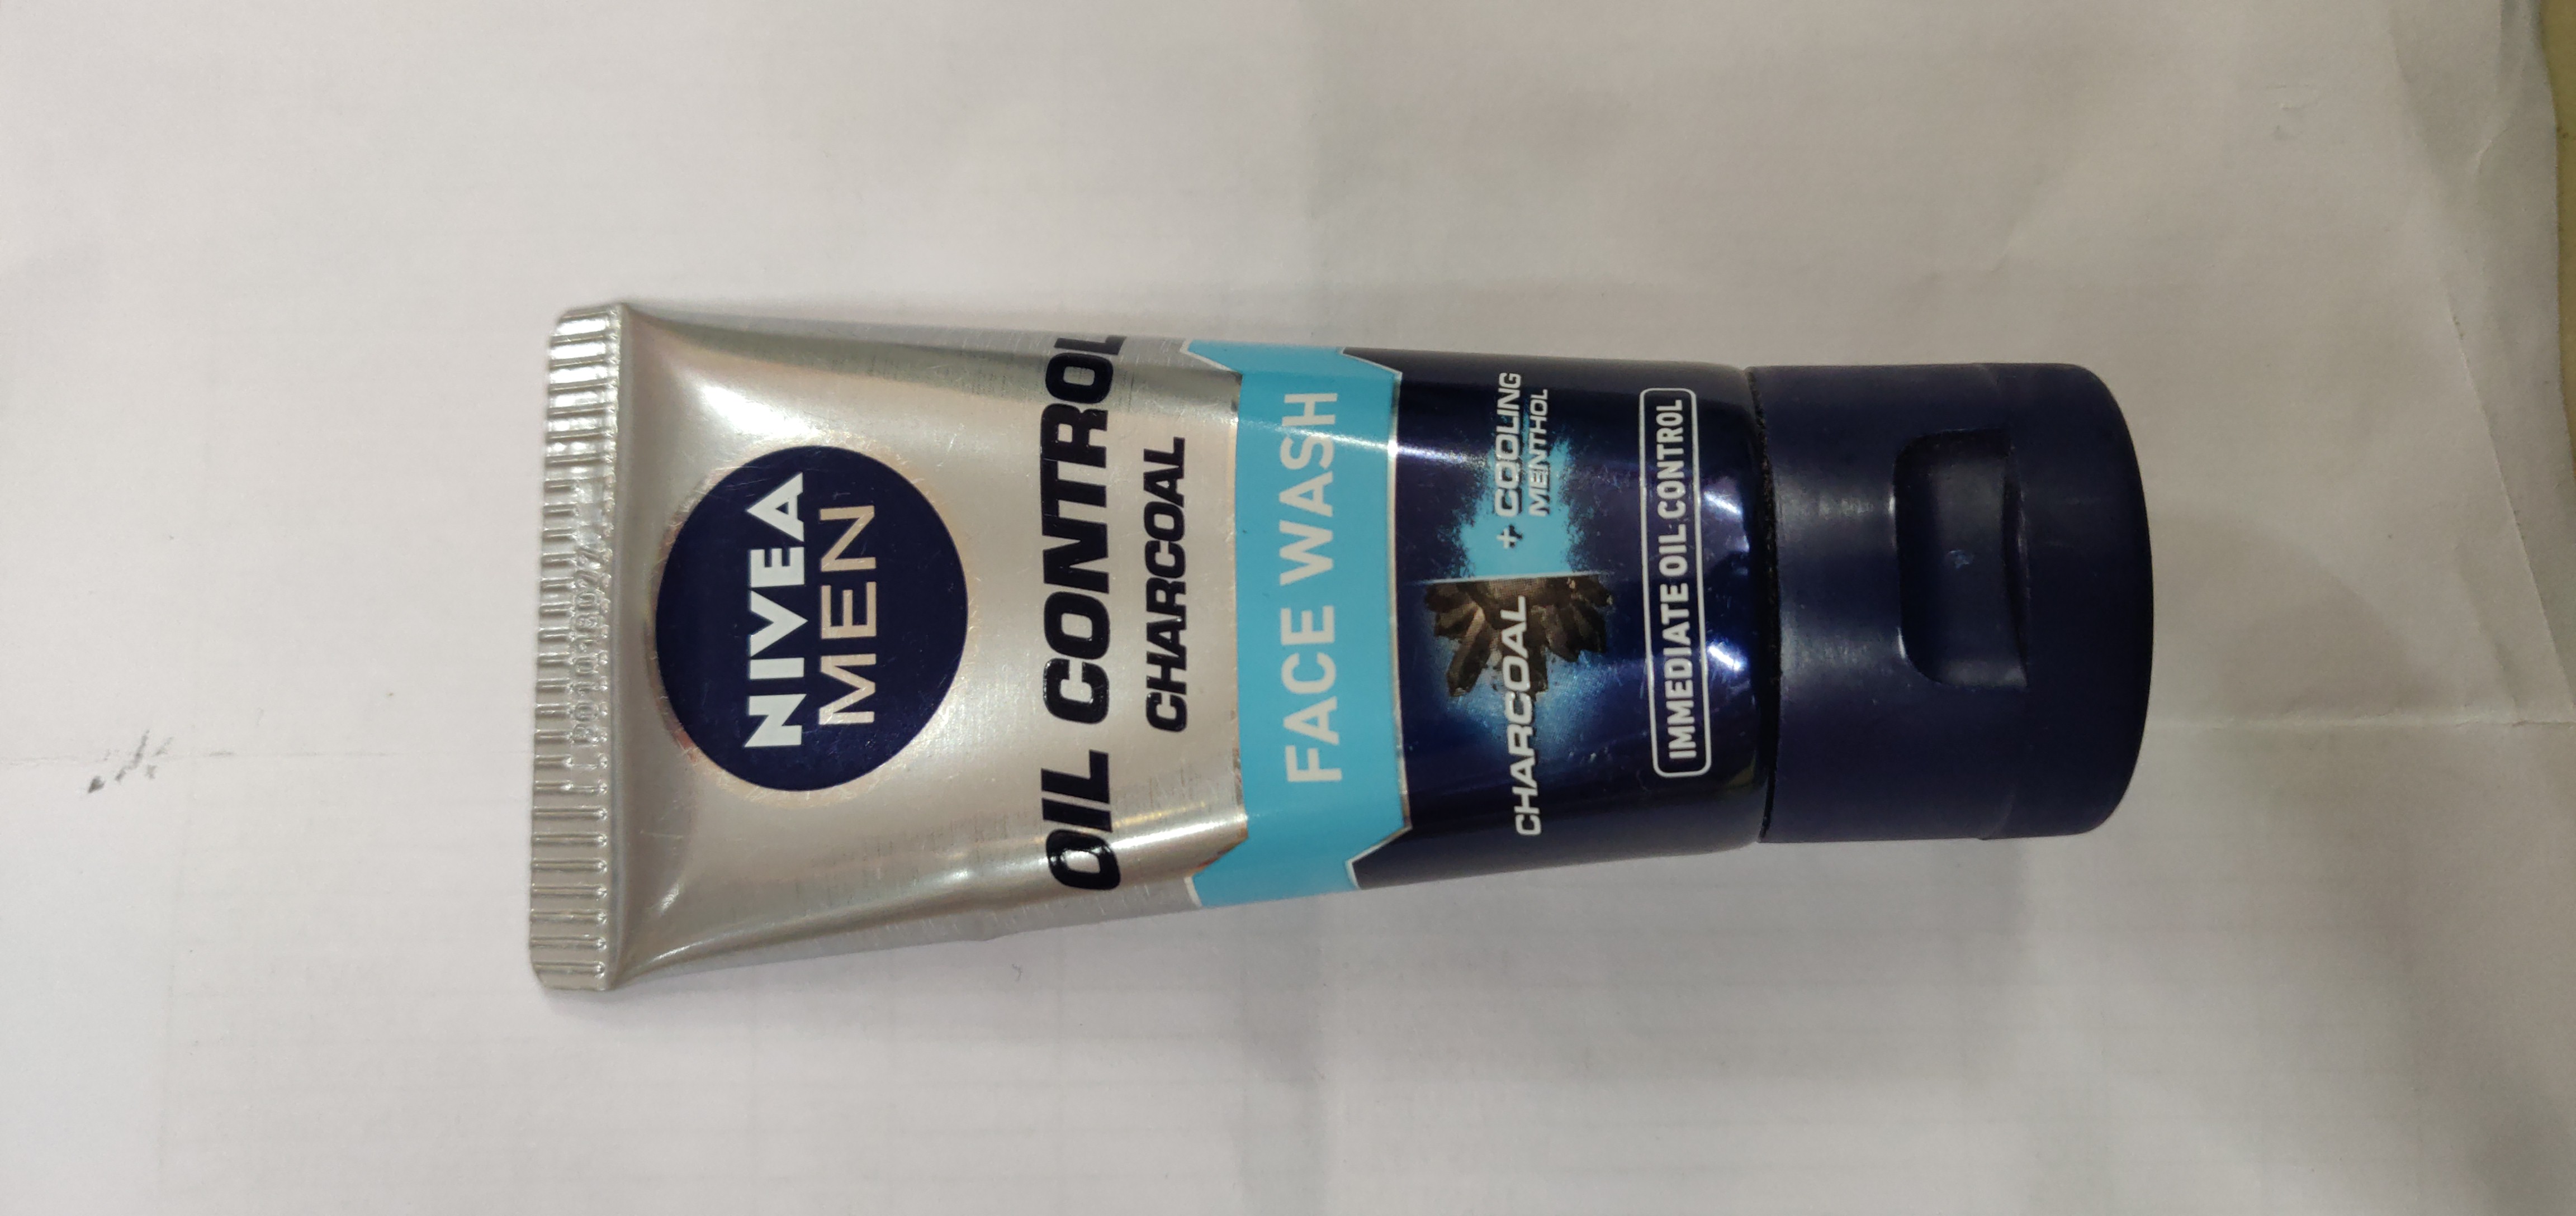 NIVEA
MEN
OIL CONTROL
CHARCOAL
FACE WASH
CHARCOAL
+ COOLING
MENTHOL
IMMEDIATE OIL CONTROL